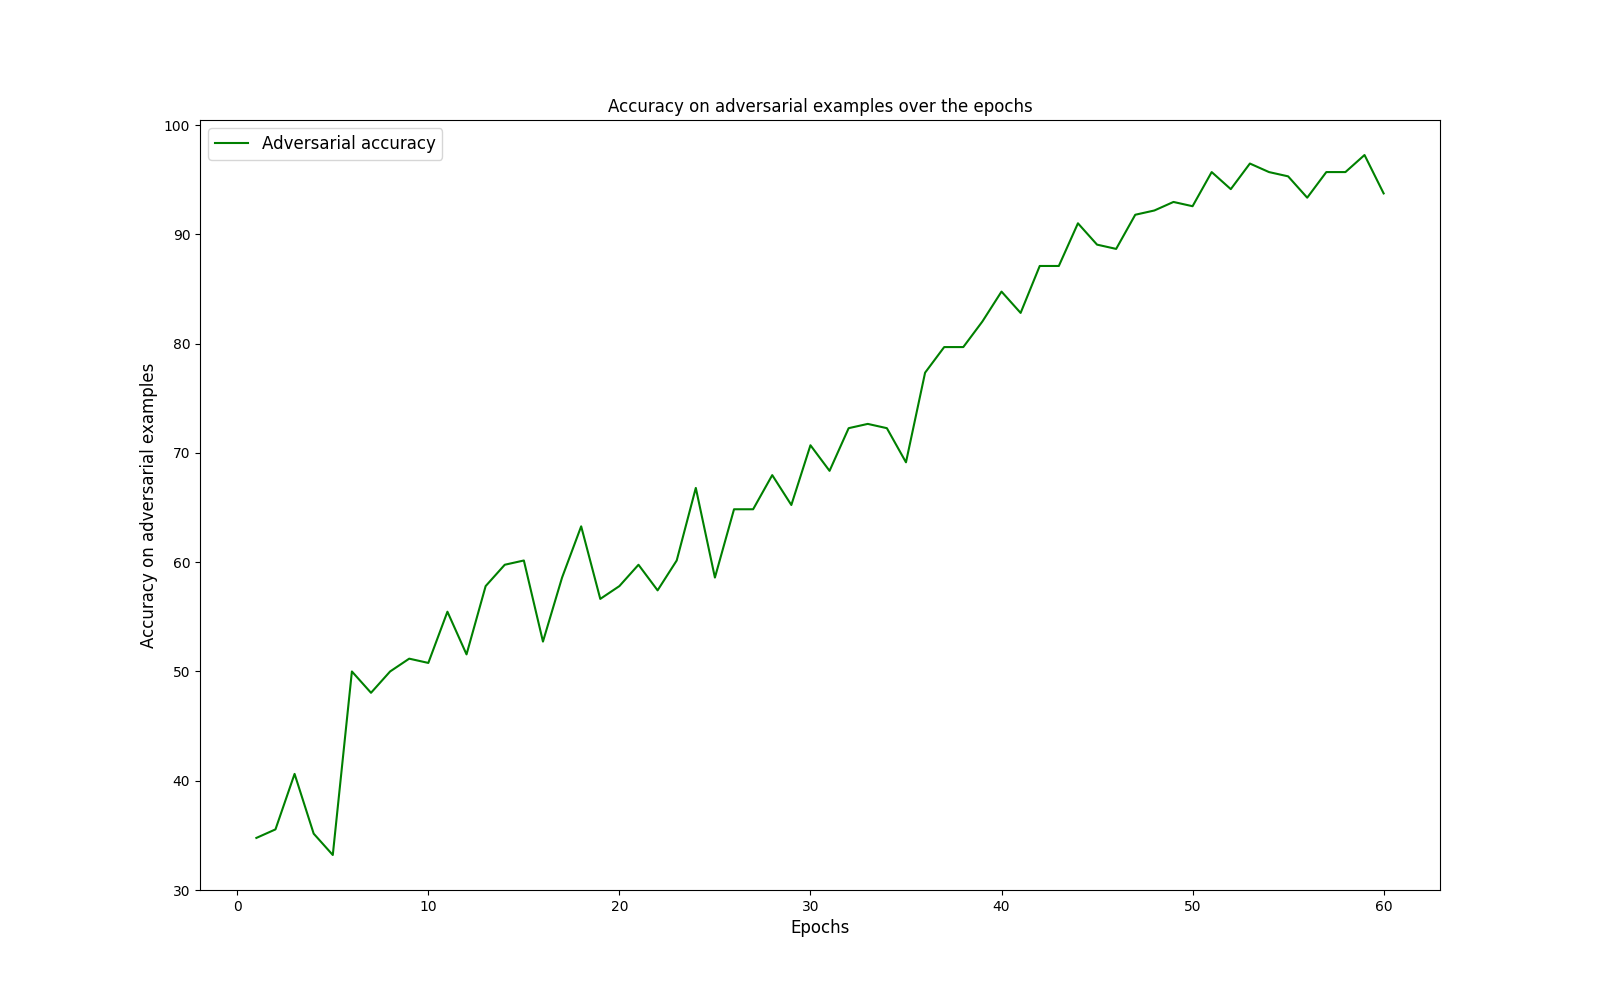 Accuracy on adversarial examples over the epochs
Adversarial accuracy
100
90
80
70
60
50
40
30
Accuracy on adversarial examples
0 10 20 30 40 50 60
Epochs